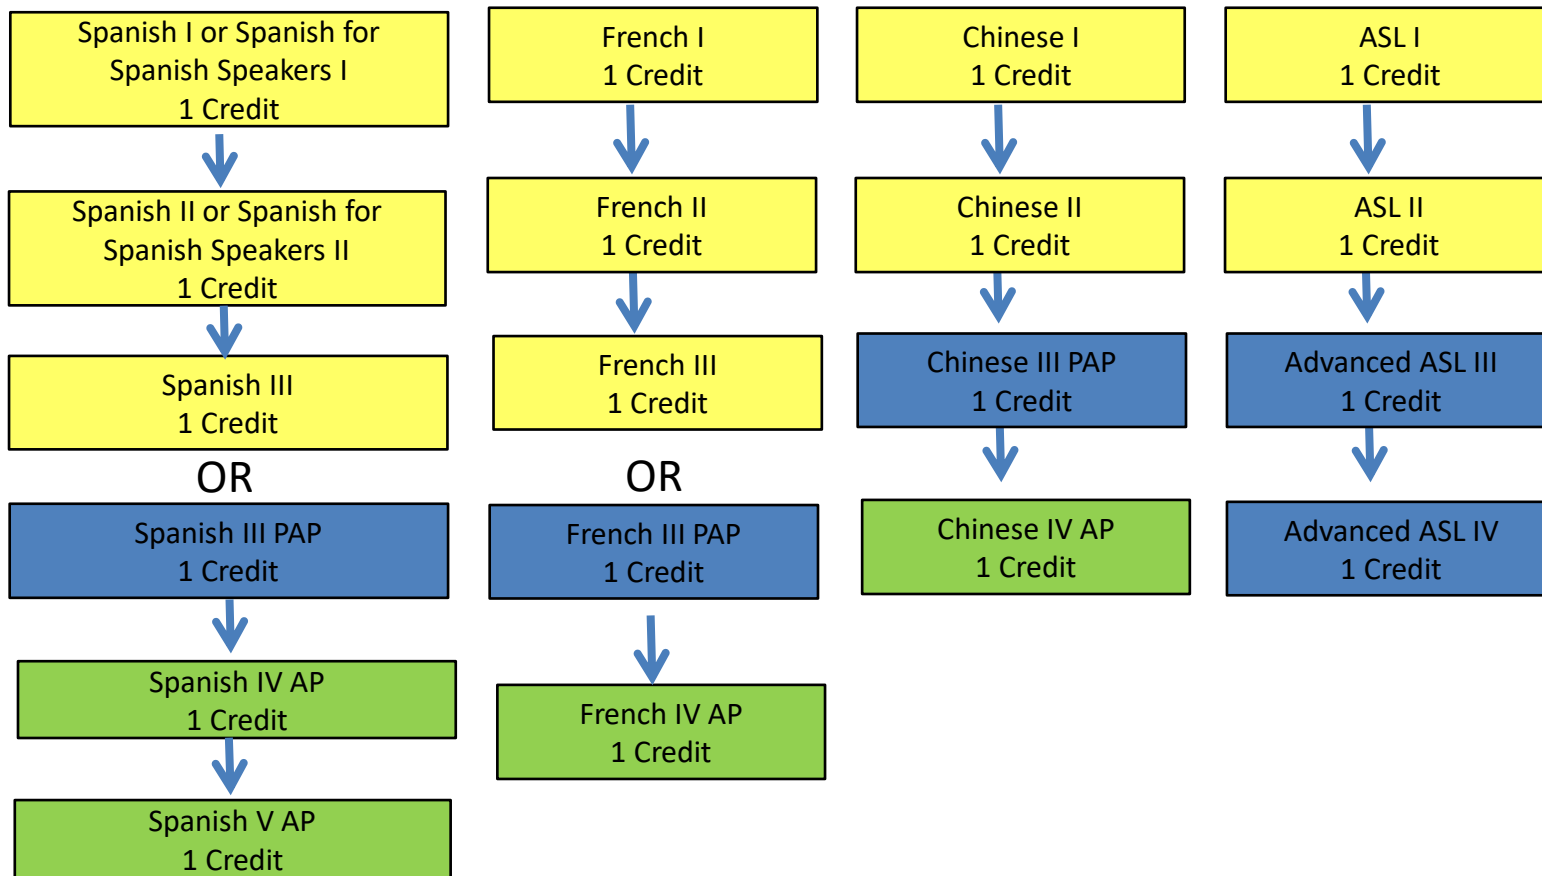 Spanish I or Spanish for
Spanish Speakers I
1 Credit
Spanish II or Spanish for
Spanish Speakers II
1 Credit
Spanish III
1 Credit
OR
Spanish III PAP
1 Credit
Spanish IV AP
1 Credit
Spanish V AP
1 Credit
French I
1 Credit
French II
1 Credit
French III
1 Credit
OR
French III PAP
1 Credit
French IV AP
1 Credit
Chinese I
1 Credit
Chinese II
1 Credit
Chinese III PAP
1 Credit
Chinese IV AP
1 Credit
ASL I
1 Credit
ASL II
1 Credit
Advanced ASL III
1 Credit
Advanced ASL IV
1 Credit